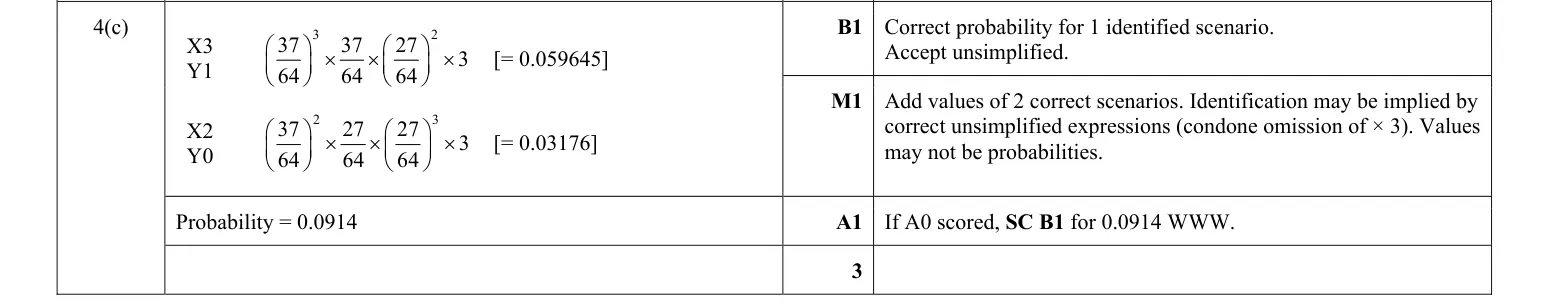 4(c)
X3 (37/64)³ × 37/64 × (27/64)² × 3 [= 0.059645]
Y1
X2 (37/64)² × 27/64 × (27/64)³ × 3 [= 0.03176]
Y0
B1 Correct probability for 1 identified scenario.
Accept unsimplified.
M1 Add values of 2 correct scenarios. Identification may be implied by
correct unsimplified expressions (condone omission of × 3). Values
may not be probabilities.
Probability = 0.0914 A1 If A0 scored, SC B1 for 0.0914 WWW.
3